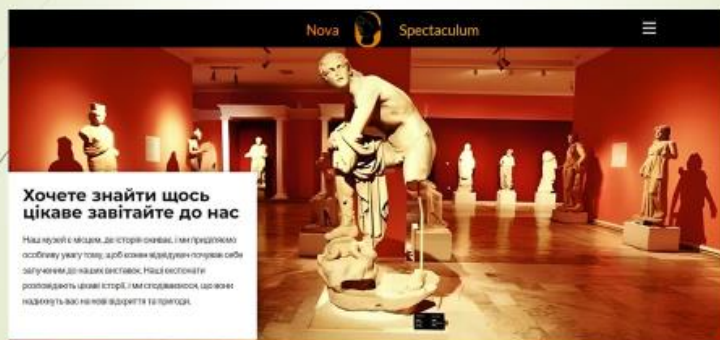 Nova Spectaculum
Хочете знайти щось
цікаве завітайте до нас
Наш музей є місцем, де історія оживає, і ми приділяємо
особливу увагу тому, щоб кожен відвідувач почував себе
залученим до наших виставок. Наші експонати
розповідають цікаві історії, і ми сподіваємося, що вони
надихнуть вас на нові відкриття та пригоди.